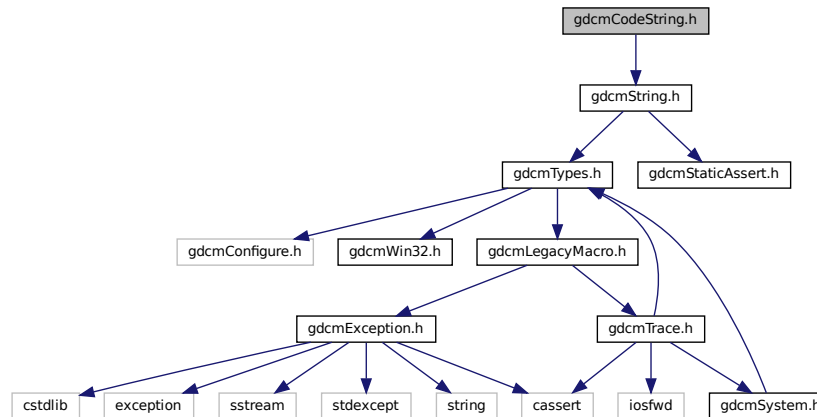 gdcmCodeString.h
gdcmString.h
gdcmTypes.h
gdcmStaticAssert.h
gdcmConfigure.h
gdcmWin32.h
gdcmLegacyMacro.h
gdcmException.h
gdcmTrace.h
cstdlib
exception
sstream
stdexcept
string
cassert
iosfwd
gdcmSystem.h